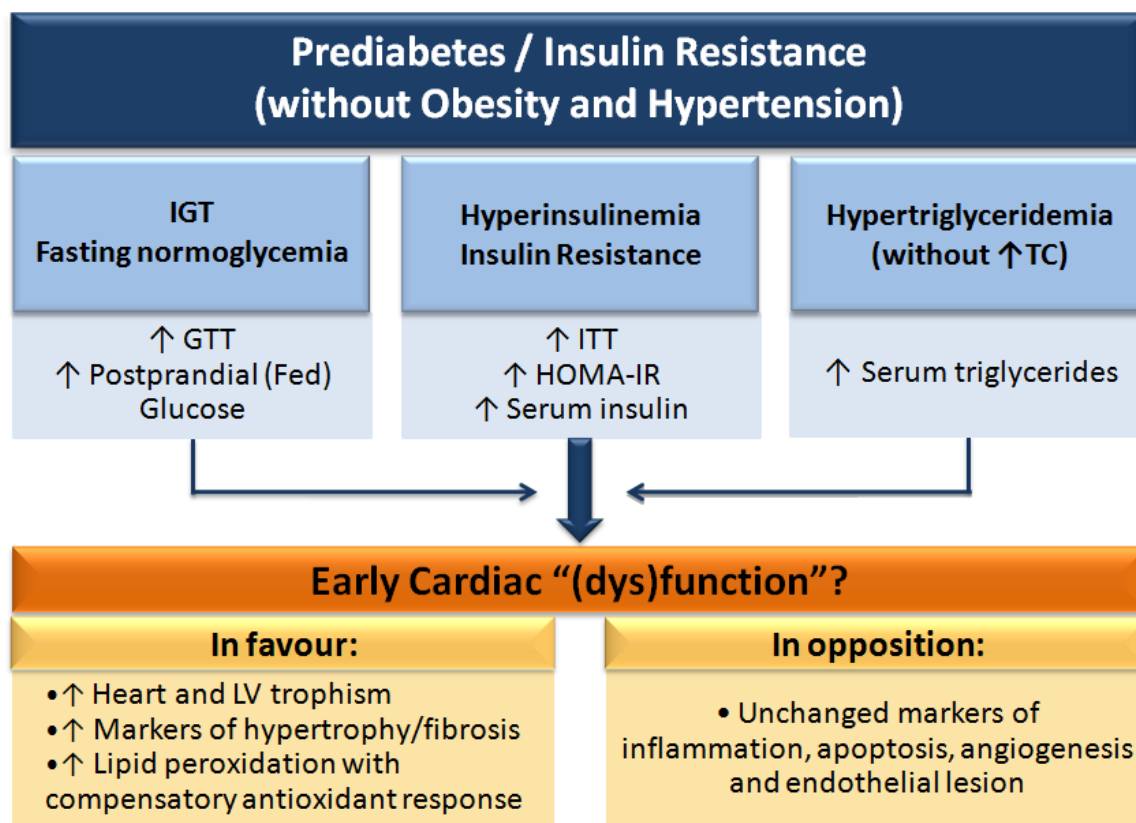 Prediabetes / Insulin Resistance
(without Obesity and Hypertension)
IGT
Fasting normoglycemia
↑ GTT
↑ Postprandial (Fed)
Glucose
Hyperinsulinemia
Insulin Resistance
↑ ITT
↑ HOMA-IR
↑ Serum insulin
Hypertriglyceridemia
(without ↑TC)
↑ Serum triglycerides
Early Cardiac “(dys)function”?
In favour:
•↑ Heart and LV trophism
•↑ Markers of hypertrophy/fibrosis
•↑ Lipid peroxidation with
compensatory antioxidant response
In opposition:
• Unchanged markers of
inflammation, apoptosis, angiogenesis
and endothelial lesion